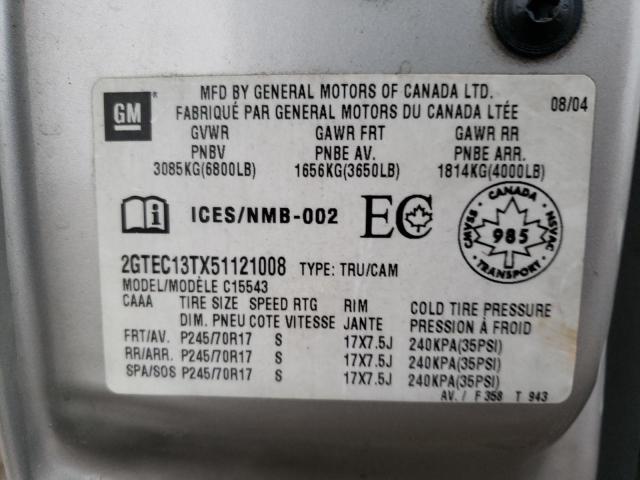 GM
MFD BY GENERAL MOTORS OF CANADA LTD.
FABRIQUÉ PAR GENERAL MOTORS DU CANADA LTÉE
08/04
GVWR GAWR FRT GAWR RR
PNBV PNBE AV. PNBE ARR.
3085KG(6800LB) 1656KG(3650LB) 1814KG(4000LB)
ICES/NMB-002 EC
CANADA
CMVSS 985 NSVAC
TRANSPORT
2GTEC13TX51121008 TYPE: TRU/CAM
MODEL/MODÈLE C15543
CAAA TIRE SIZE SPEED RTG RIM COLD TIRE PRESSURE
DIM. PNEU COTE VITESSE JANTE PRESSION À FROID
FRT/AV. P245/70R17 S 17X7.5J 240KPA(35PSI)
RR/ARR. P245/70R17 S 17X7.5J 240KPA(35PSI)
SPA/SOS P245/70R17 S 17X7.5J 240KPA(35PSI)
AV. / F 358 T 943